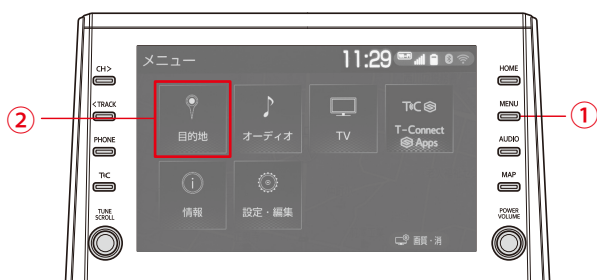 メニュー
11:29
CH>
<TRACK
PHONE
T/C
TUNE
SCROLL
HOME
MENU
AUDIO
MAP
POWER
VOLUME
①
②
目的地
オーディオ
TV
T/C
T-Connect
Apps
情報
設定・編集
画質・消